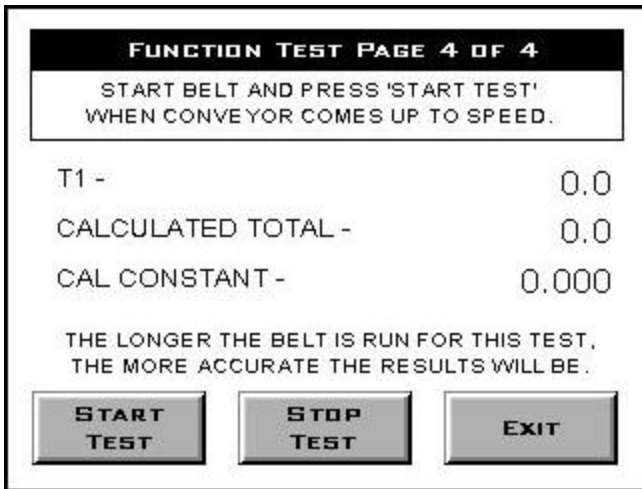 FUNCTION TEST PAGE 4 OF 4
START BELT AND PRESS 'START TEST'
WHEN CONVEYOR COMES UP TO SPEED.
T1 - 0.0
CALCULATED TOTAL - 0.0
CAL CONSTANT - 0.000
THE LONGER THE BELT IS RUN FOR THIS TEST,
THE MORE ACCURATE THE RESULTS WILL BE.
START
TEST
STOP
TEST
EXIT